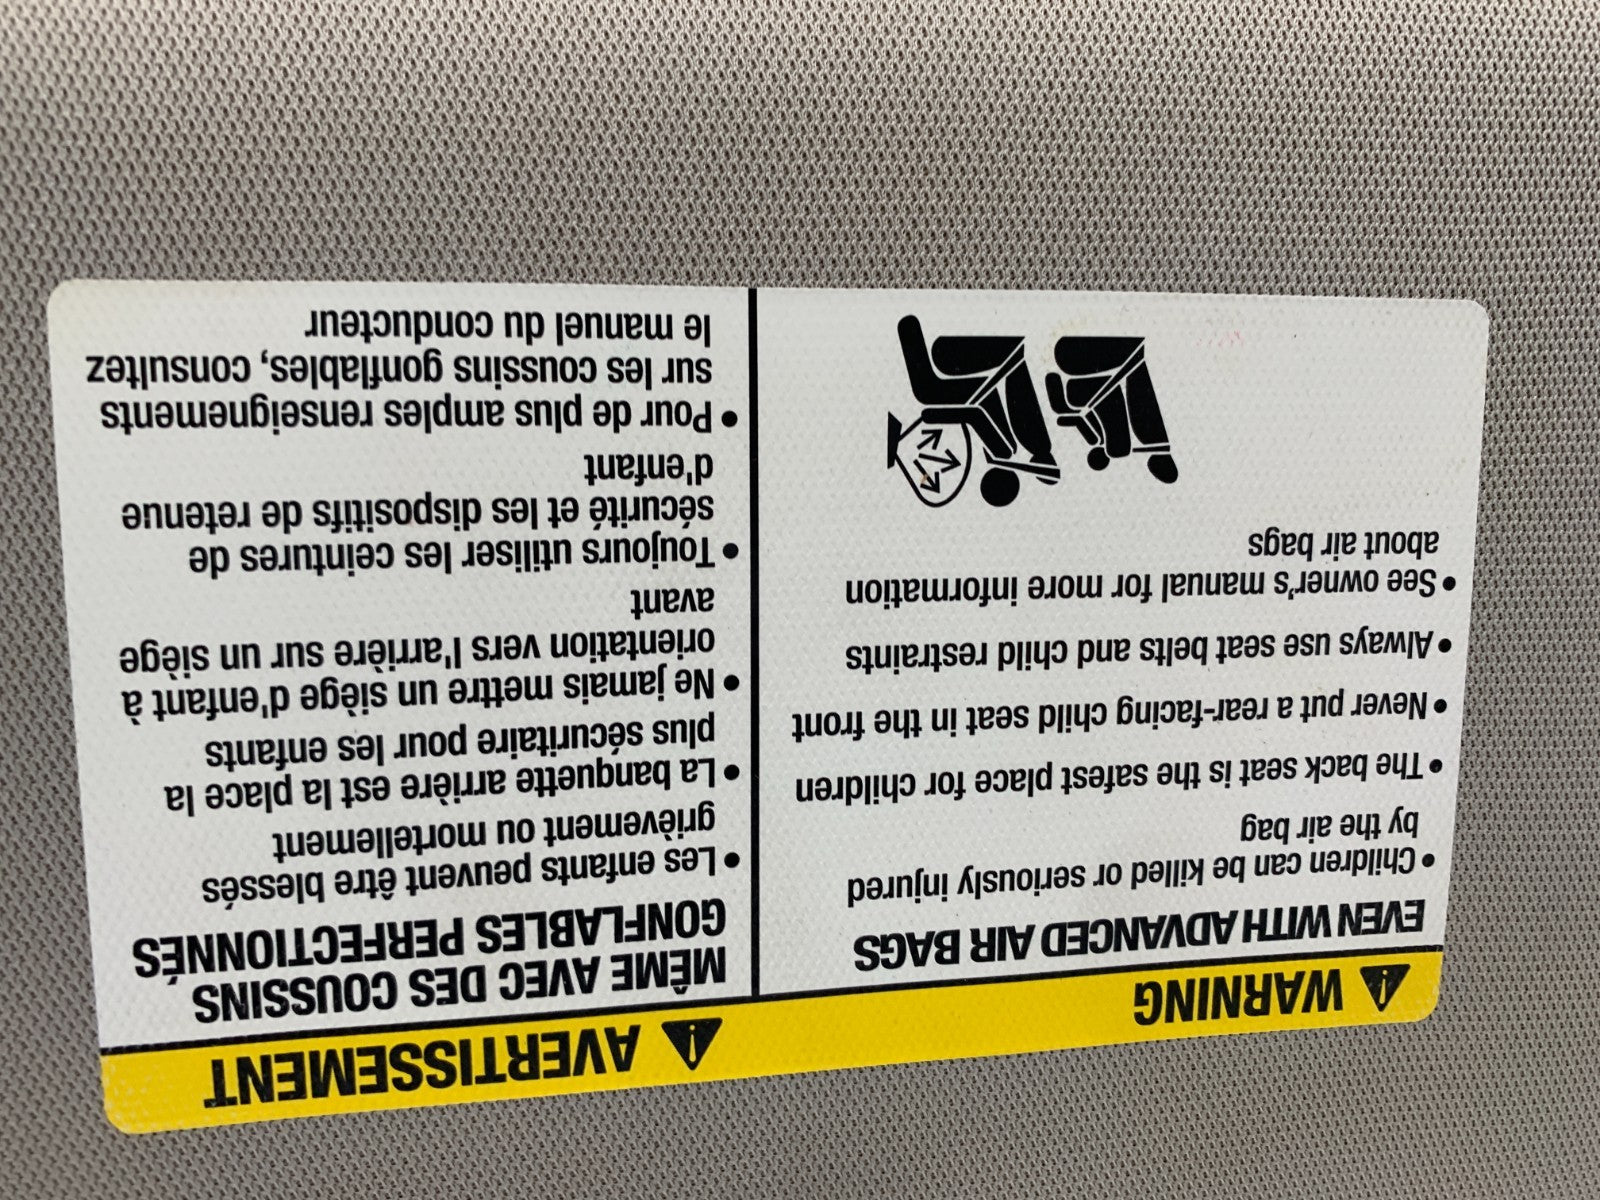 WARNING
EVEN WITH ADVANCED AIR BAGS
• Children can be killed or seriously injured
by the air bag
• The back seat is the safest place for children
• Never put a rear-facing child seat in the front
• Always use seat belts and child restraints
• See owner's manual for more information
about air bags
AVERTISSEMENT
MÊME AVEC DES COUSSINS
GONFLABLES PERFECTIONNÉS
• Les enfants peuvent être blessés
grièvement ou mortellement
• La banquette arrière est la place la
plus sécuritaire pour les enfants
• Ne jamais mettre un siège d'enfant à
orientation vers l'arrière sur un siège
avant
• Toujours utiliser les ceintures de
sécurité et les dispositifs de retenue
d'enfant
• Pour de plus amples renseignements
sur les coussins gonflables, consultez
le manuel du conducteur